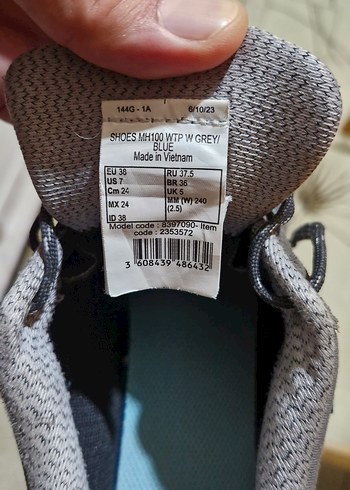 144G - 1A 6/10/23
SHOES MH100 WTP W GREY/
BLUE
Made in Vietnam
EU 38 RU 37.5
US 7 BR 36
Cm 24 UK 5
MX 24 MM (W) 240
ID 38 (2.5)
Model code : 8397090- Item
code : 2353572
3 608439 486432